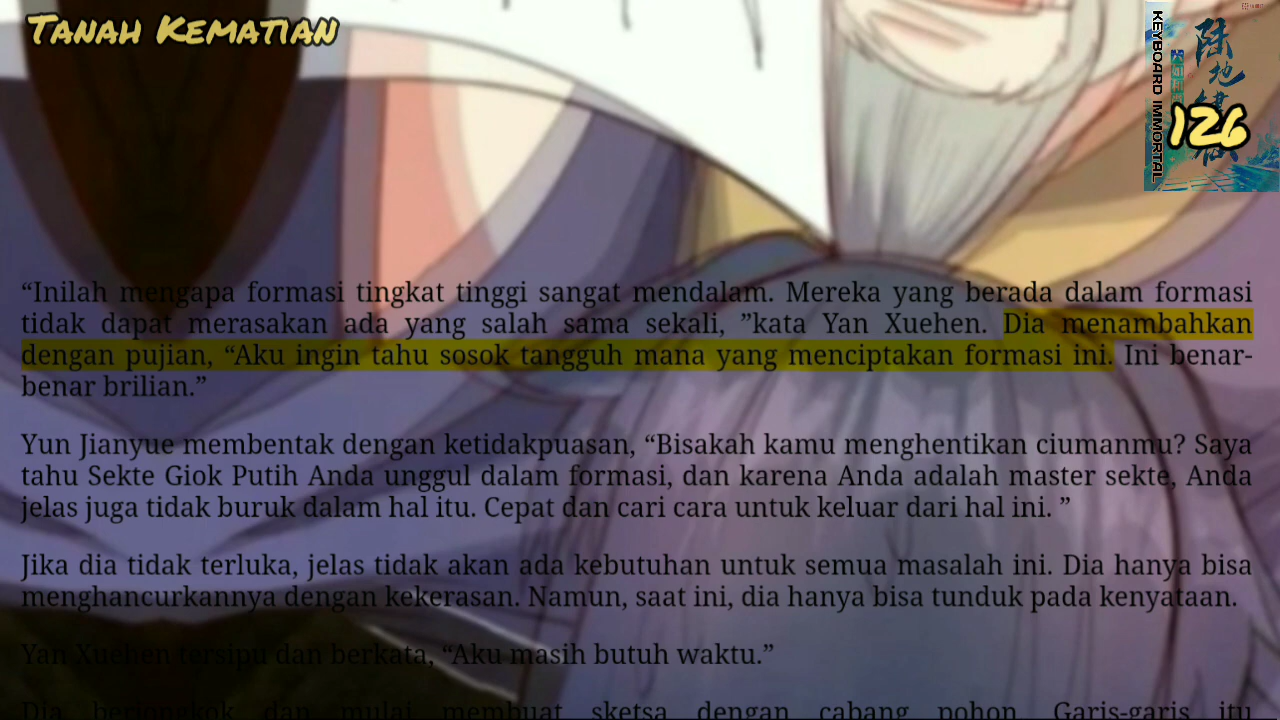 TANAH KEMATIAN
KEYBOARD IMMORTAL
126
“Inilah mengapa formasi tingkat tinggi sangat mendalam. Mereka yang berada dalam formasi
tidak dapat merasakan ada yang salah sama sekali, ”kata Yan Xuehen. Dia menambahkan
dengan pujian, “Aku ingin tahu sosok tangguh mana yang menciptakan formasi ini. Ini benar-
benar brilian.”
Yun Jianyue membentak dengan ketidakpuasan, “Bisakah kamu menghentikan ciumanmu? Saya
tahu Sekte Giok Putih Anda unggul dalam formasi, dan karena Anda adalah master sekte, Anda
jelas juga tidak buruk dalam hal itu. Cepat dan cari cara untuk keluar dari hal ini. ”
Jika dia tidak terluka, jelas tidak akan ada kebutuhan untuk semua masalah ini. Dia hanya bisa
menghancurkannya dengan kekerasan. Namun, saat ini, dia hanya bisa tunduk pada kenyataan.
Yan Xuehen tersipu dan berkata, “Aku masih butuh waktu.”
Dia berjongkok dan mulai membuat sketsa dengan cabang pohon. Garis-garis itu